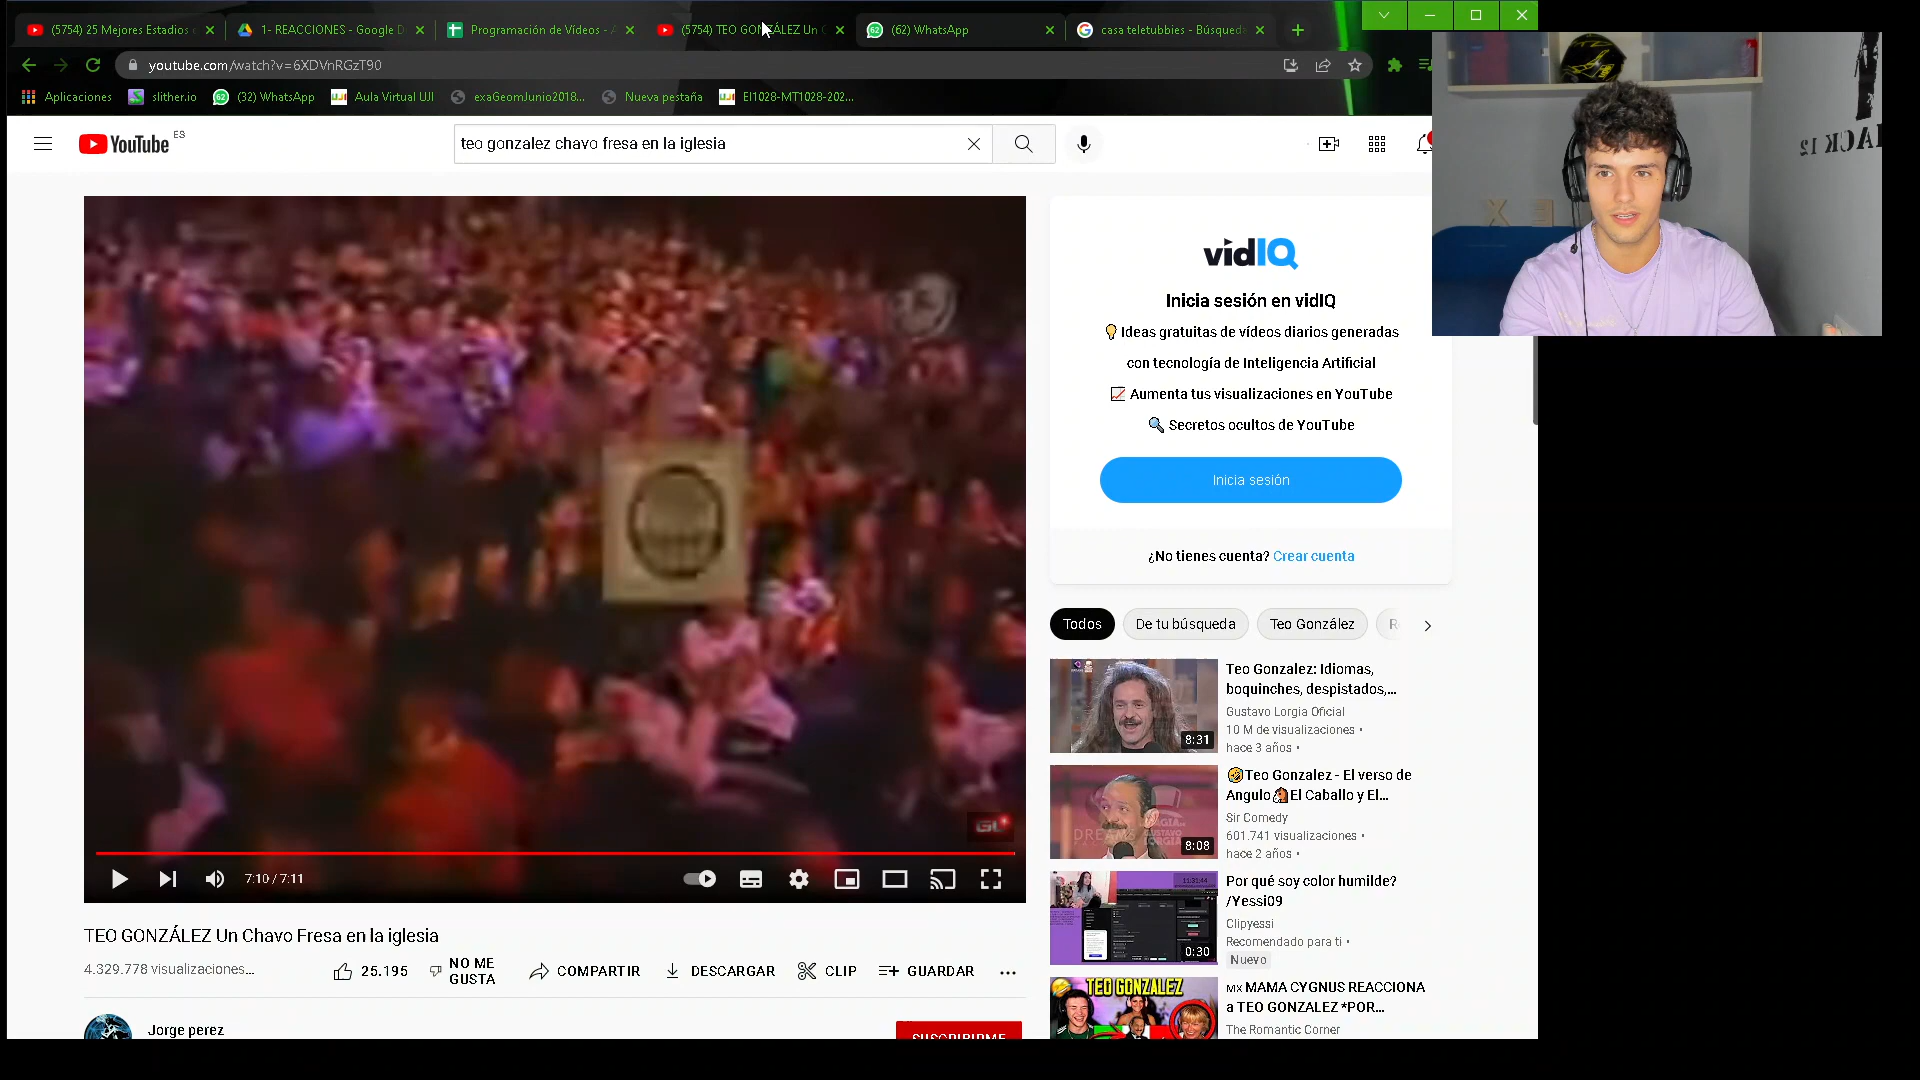 (5754) 25 Mejores Estadios
1- REACCIONES - Google D
Programación de Vídeos -
(5754) TEO GONZÁLEZ Un
(62) WhatsApp
casa teletubbies - Búsqued
youtube.com/watch?v=6XDVnRGzT90
Aplicaciones
slither.io
(32) WhatsApp
Aula Virtual UJI
exaGeomJunio2018...
Nueva pestaña
EI1028-MT1028-202...
YouTube ES
teo gonzalez chavo fresa en la iglesia
HACK 12
vidIQ
Inicia sesión en vidIQ
Ideas gratuitas de vídeos diarios generadas
con tecnología de Inteligencia Artificial
Aumenta tus visualizaciones en YouTube
Secretos ocultos de YouTube
Inicia sesión
¿No tienes cuenta? Crear cuenta
Todos
De tu búsqueda
Teo González
Teo Gonzalez: Idiomas,
boquinches, despistados,...
Gustavo Lorgia Oficial
10 M de visualizaciones •
hace 3 años •
8:31
🤣Teo Gonzalez - El verso de
Angulo🐴El Caballo y El...
Sir Comedy
601.741 visualizaciones •
hace 2 años •
8:08
Por qué soy color humilde?
/Yessi09
Clipyessi
Recomendado para ti •
Nuevo
0:30
TEO GONZALEZ
MX MAMA CYGNUS REACCIONA
a TEO GONZALEZ *POR...
The Romantic Corner
GL
7:10 / 7:11
TEO GONZÁLEZ Un Chavo Fresa en la iglesia
4.329.778 visualizaciones...
25.195
NO ME
GUSTA
COMPARTIR
DESCARGAR
CLIP
GUARDAR
Jorge perez
SUSCRIBIRME